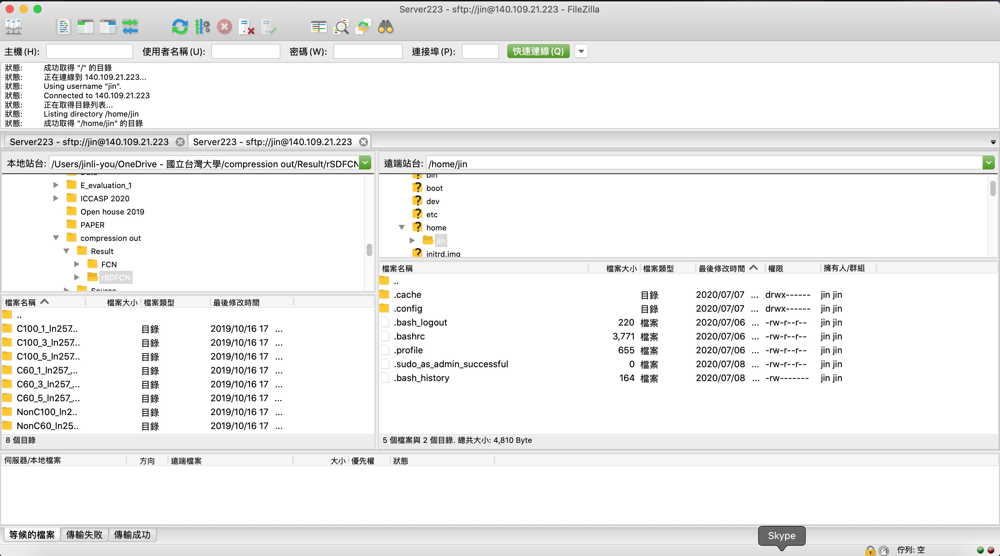 Server223 - sftp://jin@140.109.21.223 - FileZilla
主機(H): 使用者名稱(U): 密碼(W): 連接埠(P): 快速連線(Q)
狀態: 成功取得 "/" 的目錄
狀態: 正在連線到 140.109.21.223...
狀態: Using username "jin".
狀態: Connected to 140.109.21.223
狀態: 正在取得目錄列表...
狀態: Listing directory /home/jin
狀態: 成功取得 "/home/jin" 的目錄
Server223 - sftp://jin@140.109.21.223 Server223 - sftp://jin@140.109.21.223
本地站台: /Users/jinli-you/OneDrive - 國立台灣大學/compression out/Result/rSDFCN
E_evaluation_1
ICCASP 2020
Open house 2019
PAPER
compression out
Result
FCN
rSDFCN
Source
檔案名稱 檔案大小 檔案類型 最後修改時間
..
C100_1_ln257... 目錄 2019/10/16 17 ...
C100_3_ln257... 目錄 2019/10/16 17 ...
C100_5_ln257... 目錄 2019/10/16 17 ...
C60_1_ln257_... 目錄 2019/10/16 17 ...
C60_3_ln257_... 目錄 2019/10/16 17 ...
C60_5_ln257_... 目錄 2019/10/16 17 ...
NonC100_ln2... 目錄 2019/10/16 17 ...
NonC60_ln25... 目錄 2019/10/16 17 ...
8 個目錄
遠端站台: /home/jin
bin
boot
dev
etc
home
jin
initrd.img
檔案名稱 檔案大小 檔案類型 最後修改時間 權限 擁有人/群組
..
.cache 目錄 2020/07/07 ... drwx------ jin jin
.config 目錄 2020/07/07 ... drwx------ jin jin
.bash_logout 220 檔案 2020/07/06 ... -rw-r--r-- jin jin
.bashrc 3,771 檔案 2020/07/06 ... -rw-r--r-- jin jin
.profile 655 檔案 2020/07/06 ... -rw-r--r-- jin jin
.sudo_as_admin_successful 0 檔案 2020/07/08 ... -rw-r--r-- jin jin
.bash_history 164 檔案 2020/07/08 ... -rw------- jin jin
5 個檔案與 2 個目錄. 總共大小: 4,810 Byte
伺服器/本地檔案 方向 遠端檔案 大小 優先權 狀態
等候的檔案 傳輸失敗 傳輸成功
Skype
佇列: 空